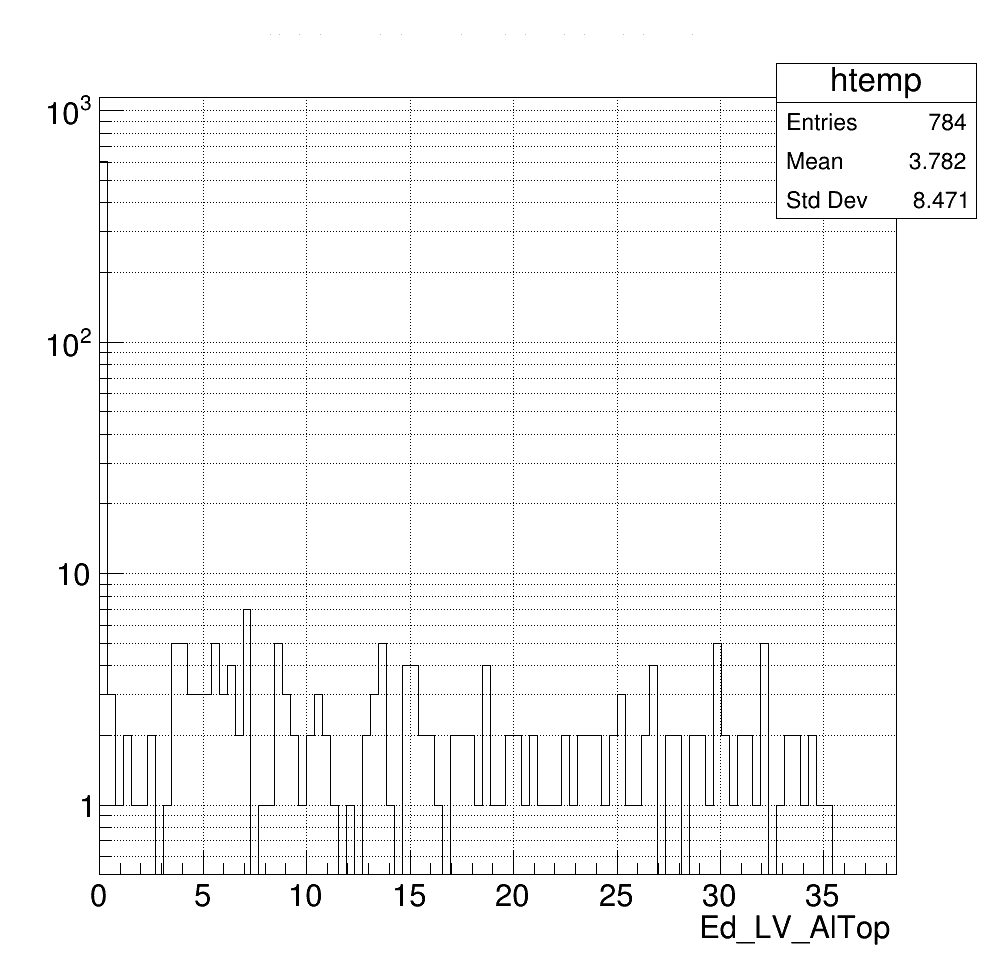 htemp
Entries 784
Mean 3.782
Std Dev 8.471
10³
10²
10
1
0 5 10 15 20 25 30 35
Ed_LV_AlTop